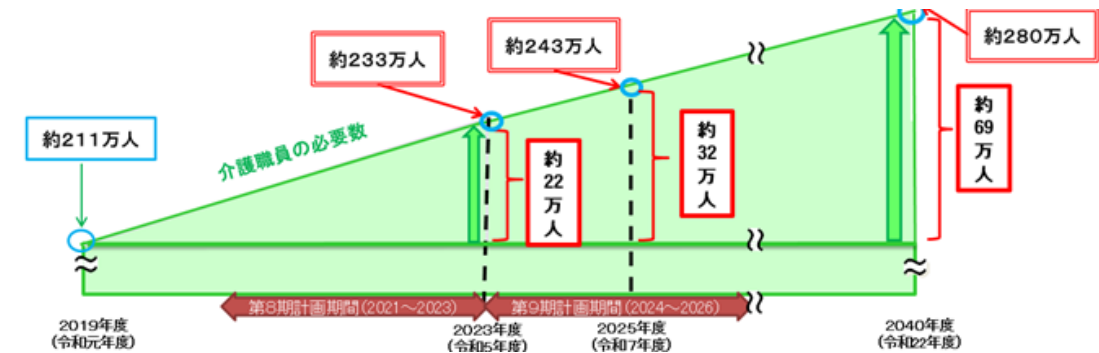 約280万人
約243万人
約233万人
約211万人
介護職員の必要数
約
22
万
人
約
32
万
人
約
69
万
人
第8期計画期間(2021～2023)
第9期計画期間(2024～2026)
2019年度
(令和元年度)
2023年度
(令和5年度)
2025年度
(令和7年度)
2040年度
(令和22年度)